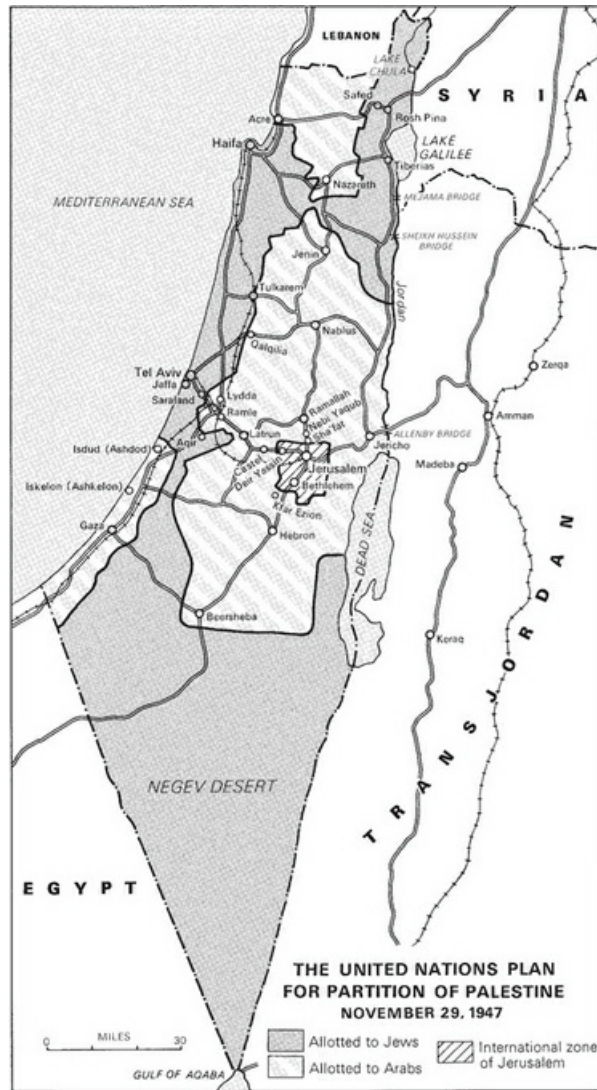 LEBANON
LAKE
CHULA
SYRIA
Safed
Rosh Pina
Acre
Haifa
LAKE
GALILEE
Tiberias
Nazareth
MEJAMA BRIDGE
MEDITERRANEAN SEA
SHEIKH HUSSEIN
BRIDGE
Jenin
Jordan
Tulkarem
Nablus
Qalqilia
Tel Aviv
Jaffa
Zerqa
Sarafand
Lydda
Ramle
Ramallah
Nebi Yaqub
Sha'fat
Amman
Aqir
Latrun
ALLENBY BRIDGE
Jericho
Isdud (Ashdod)
Castel
Deir Yassin
Jerusalem
Madeba
Bethlehem
Iskelon (Ashkelon)
Kfar Ezion
Gaza
Hebron
DEAD SEA
Beersheba
Keraq
TRANSJORDAN
NEGEV DESERT
EGYPT
THE UNITED NATIONS PLAN
FOR PARTITION OF PALESTINE
NOVEMBER 29, 1947
0 MILES 30
Allotted to Jews
Allotted to Arabs
International zone
of Jerusalem
GULF OF AQABA